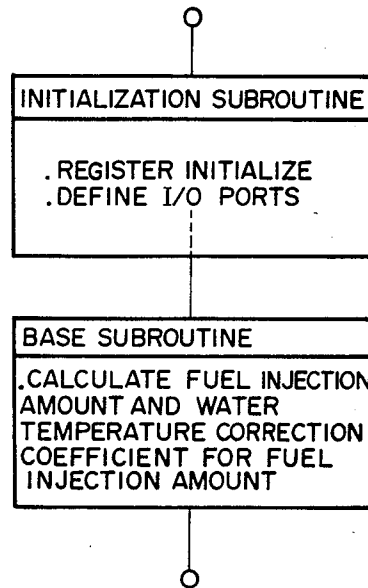 INITIALIZATION SUBROUTINE
.REGISTER INITIALIZE
.DEFINE I/O PORTS
BASE SUBROUTINE
.CALCULATE FUEL INJECTION
AMOUNT AND WATER
TEMPERATURE CORRECTION
COEFFICIENT FOR FUEL
INJECTION AMOUNT